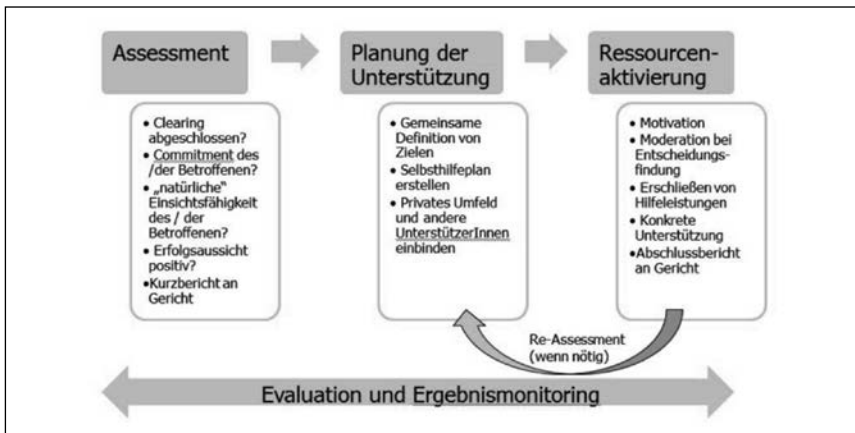 Assessment
Planung der
Unterstützung
Ressourcen-
aktivierung
• Clearing
abgeschlossen?
• Commitment des
/der Betroffenen?
• „natürliche“
Einsichtsfähigkeit
des / der
Betroffenen?
• Erfolgsaussicht
positiv?
•Kurzbericht an
Gericht
• Gemeinsame
Definition von
Zielen
• Selbsthilfeplan
erstellen
• Privates Umfeld
und andere
UnterstützerInnen
einbinden
• Motivation
• Moderation bei
Entscheidungs-
findung
• Erschließen von
Hilfeleistungen
• Konkrete
Unterstützung
•Abschlussbericht
an Gericht
Re-Assessment
(wenn nötig)
Evaluation und Ergebnismonitoring